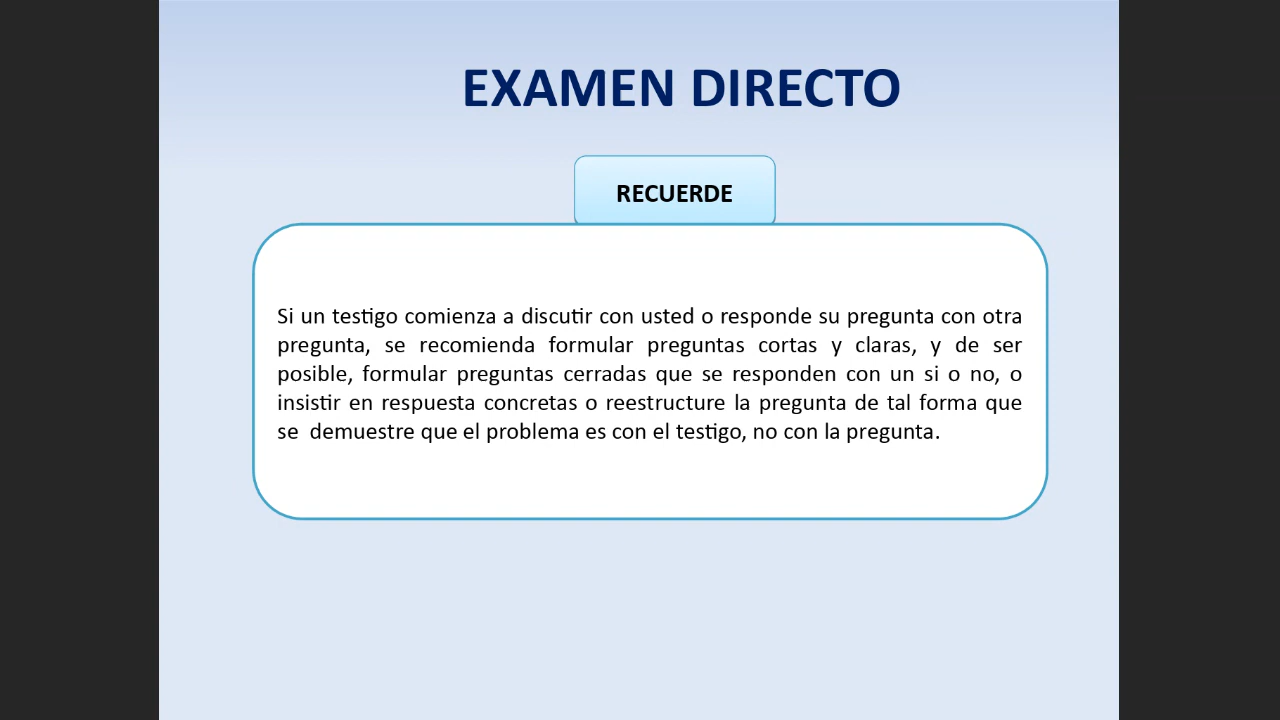 EXAMEN DIRECTO
RECUERDE
Si un testigo comienza a discutir con usted o responde su pregunta con otra
pregunta, se recomienda formular preguntas cortas y claras, y de ser
posible, formular preguntas cerradas que se responden con un si o no, o
insistir en respuesta concretas o reestructure la pregunta de tal forma que
se  demuestre que el problema es con el testigo, no con la pregunta.